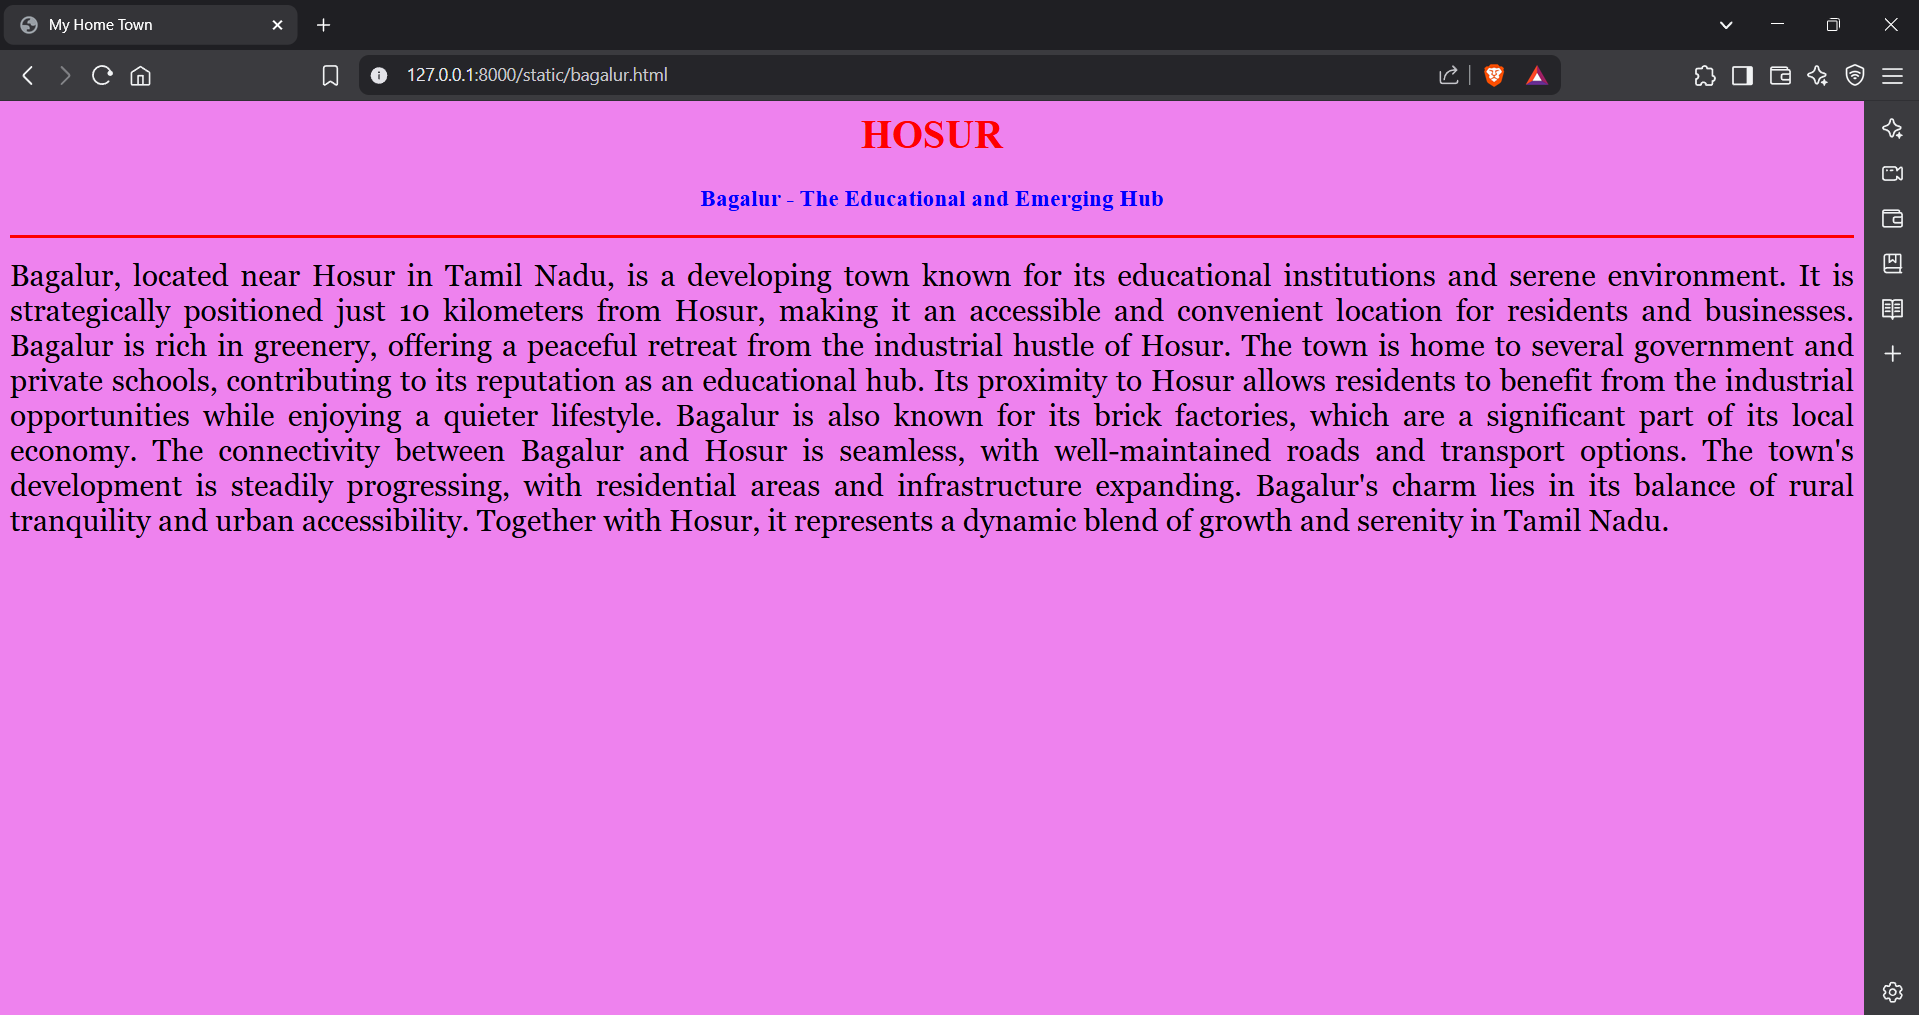 My Home Town
127.0.0.1:8000/static/bagalur.html
HOSUR
Bagalur - The Educational and Emerging Hub
Bagalur, located near Hosur in Tamil Nadu, is a developing town known for its educational institutions and serene environment. It is
strategically positioned just 10 kilometers from Hosur, making it an accessible and convenient location for residents and businesses.
Bagalur is rich in greenery, offering a peaceful retreat from the industrial hustle of Hosur. The town is home to several government and
private schools, contributing to its reputation as an educational hub. Its proximity to Hosur allows residents to benefit from the industrial
opportunities while enjoying a quieter lifestyle. Bagalur is also known for its brick factories, which are a significant part of its local
economy. The connectivity between Bagalur and Hosur is seamless, with well-maintained roads and transport options. The town's
development is steadily progressing, with residential areas and infrastructure expanding. Bagalur's charm lies in its balance of rural
tranquility and urban accessibility. Together with Hosur, it represents a dynamic blend of growth and serenity in Tamil Nadu.